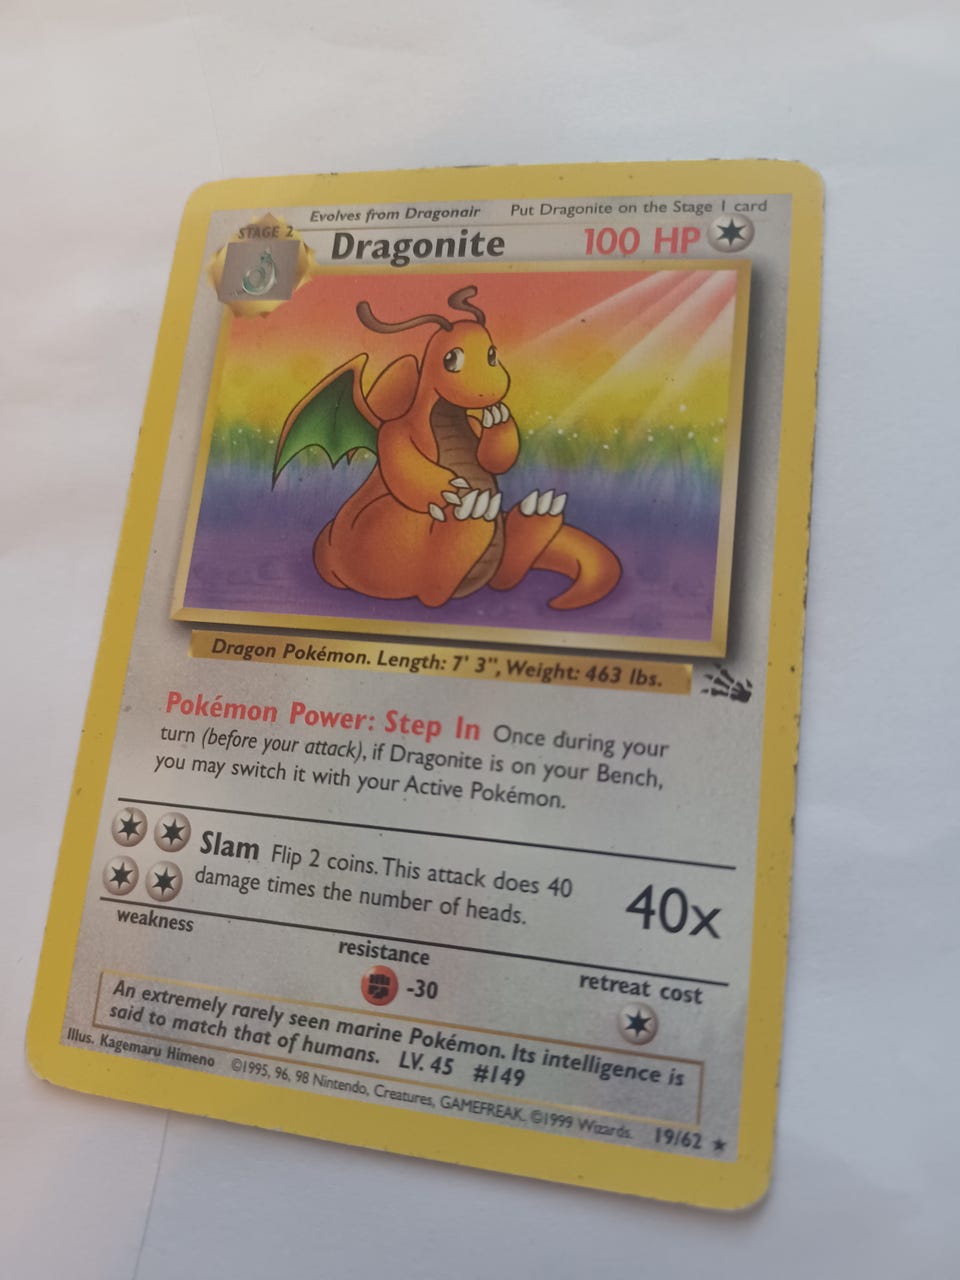 Evolves from Dragonair Put Dragonite on the Stage 1 card
STAGE 2
Dragonite 100 HP
Dragon Pokémon. Length: 7' 3", Weight: 463 lbs.
Pokémon Power: Step In Once during your
turn (before your attack), if Dragonite is on your Bench,
you may switch it with your Active Pokémon.
Slam Flip 2 coins. This attack does 40
damage times the number of heads.
40x
weakness
resistance
retreat cost
-30
An extremely rarely seen marine Pokémon. Its intelligence is
said to match that of humans. LV. 45 #149
Illus. Kagemaru Himeno ©1995, 96, 98 Nintendo, Creatures, GAMEFREAK. ©1999 Wizards. 19/62 ★